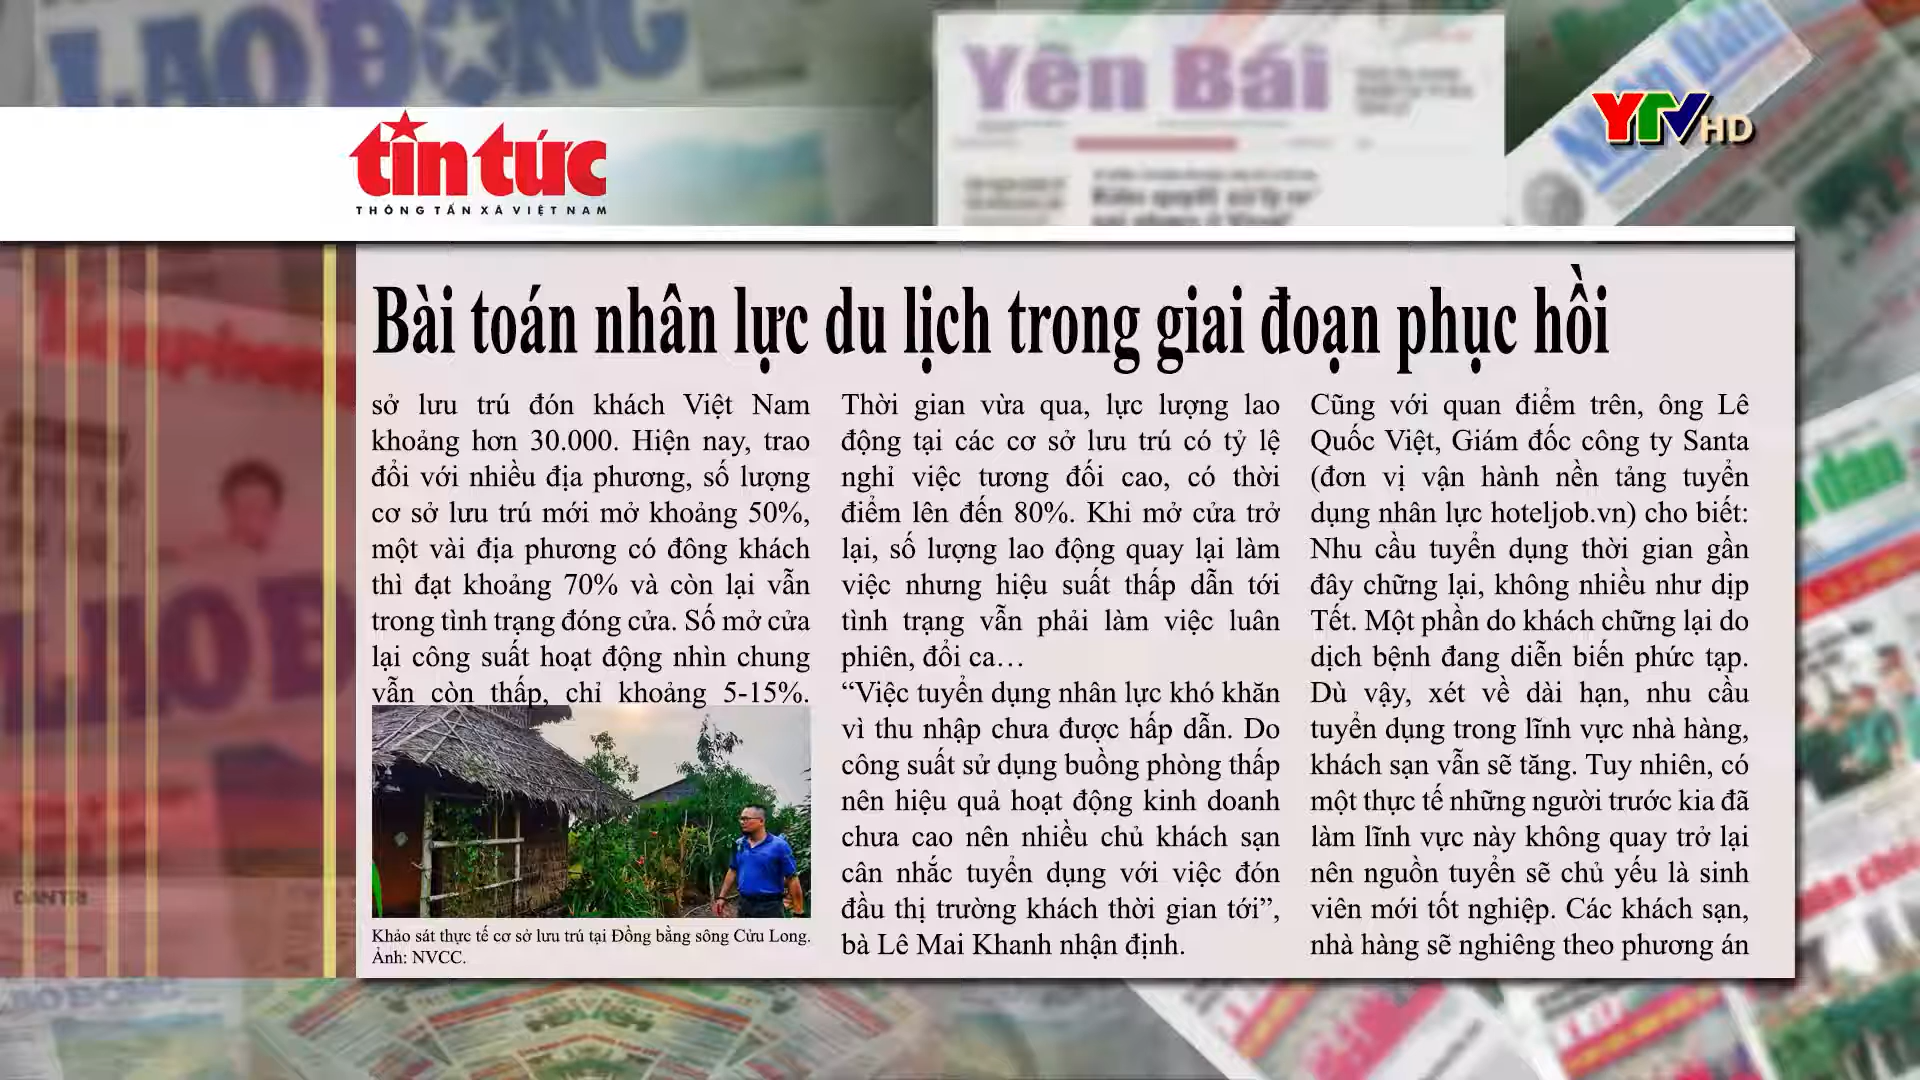 LAO ĐỘNG
Yên Bái
Nhân Dân
YTV HD
tin tức
THÔNG TẤN XÃ VIỆT NAM
Bài toán nhân lực du lịch trong giai đoạn phục hồi
sở lưu trú đón khách Việt Nam
khoảng hơn 30.000. Hiện nay, trao
đổi với nhiều địa phương, số lượng
cơ sở lưu trú mới mở khoảng 50%,
một vài địa phương có đông khách
thì đạt khoảng 70% và còn lại vẫn
trong tình trạng đóng cửa. Số mở cửa
lại công suất hoạt động nhìn chung
vẫn còn thấp, chỉ khoảng 5-15%.
Khảo sát thực tế cơ sở lưu trú tại Đồng bằng sông Cửu Long.
Ảnh: NVCC.
Thời gian vừa qua, lực lượng lao
động tại các cơ sở lưu trú có tỷ lệ
nghỉ việc tương đối cao, có thời
điểm lên đến 80%. Khi mở cửa trở
lại, số lượng lao động quay lại làm
việc nhưng hiệu suất thấp dẫn tới
tình trạng vẫn phải làm việc luân
phiên, đổi ca…
“Việc tuyển dụng nhân lực khó khăn
vì thu nhập chưa được hấp dẫn. Do
công suất sử dụng buồng phòng thấp
nên hiệu quả hoạt động kinh doanh
chưa cao nên nhiều chủ khách sạn
cân nhắc tuyển dụng với việc đón
đầu thị trường khách thời gian tới”,
bà Lê Mai Khanh nhận định.
Cũng với quan điểm trên, ông Lê
Quốc Việt, Giám đốc công ty Santa
(đơn vị vận hành nền tảng tuyển
dụng nhân lực hoteljob.vn) cho biết:
Nhu cầu tuyển dụng thời gian gần
đây chững lại, không nhiều như dịp
Tết. Một phần do khách chững lại do
dịch bệnh đang diễn biến phức tạp.
Dù vậy, xét về dài hạn, nhu cầu
tuyển dụng trong lĩnh vực nhà hàng,
khách sạn vẫn sẽ tăng. Tuy nhiên, có
một thực tế những người trước kia đã
làm lĩnh vực này không quay trở lại
nên nguồn tuyển sẽ chủ yếu là sinh
viên mới tốt nghiệp. Các khách sạn,
nhà hàng sẽ nghiêng theo phương án
LAO ĐỘ
DANTRI
LAO ĐỘNG